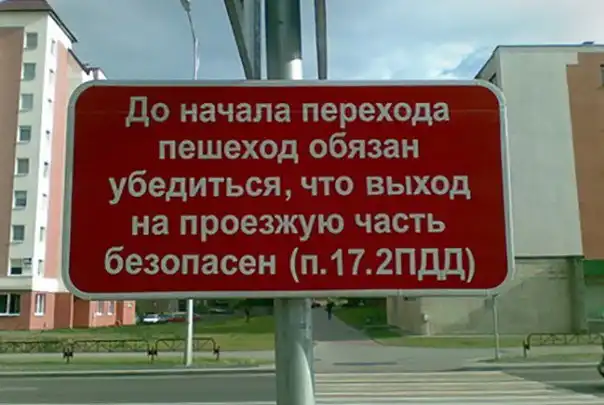 До начала перехода
пешеход обязан
убедиться, что выход
на проезжую часть
безопасен (п.17.2ПДД)